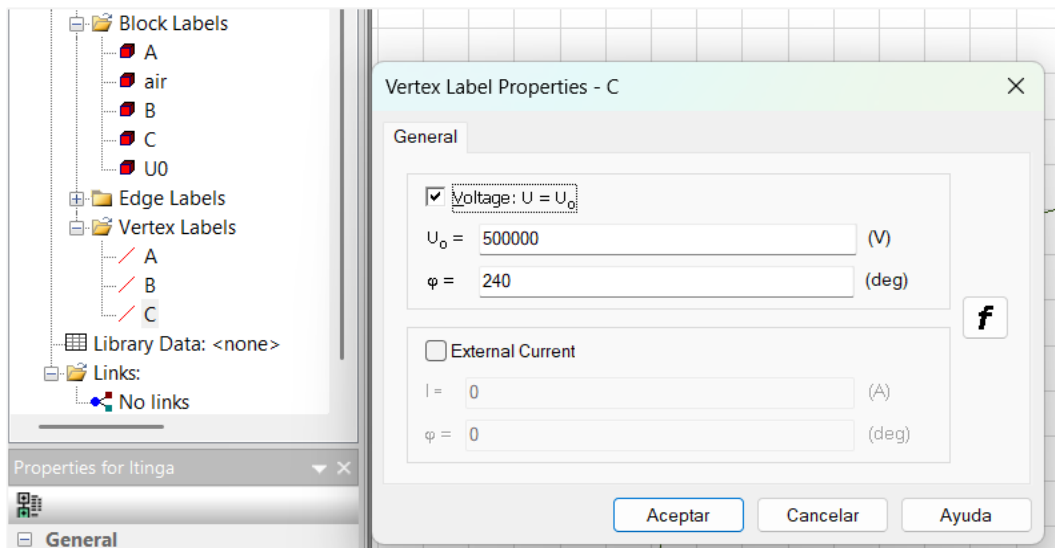 Block Labels
A
air
B
C
U0
Edge Labels
Vertex Labels
A
B
C
Library Data: <none>
Links:
No links
Properties for Itinga
General
Vertex Label Properties - C
General
Voltage: U = Uo
Uo = 500000 (V)
φ = 240 (deg)
f
External Current
I = 0 (A)
φ = 0 (deg)
Aceptar Cancelar Ayuda